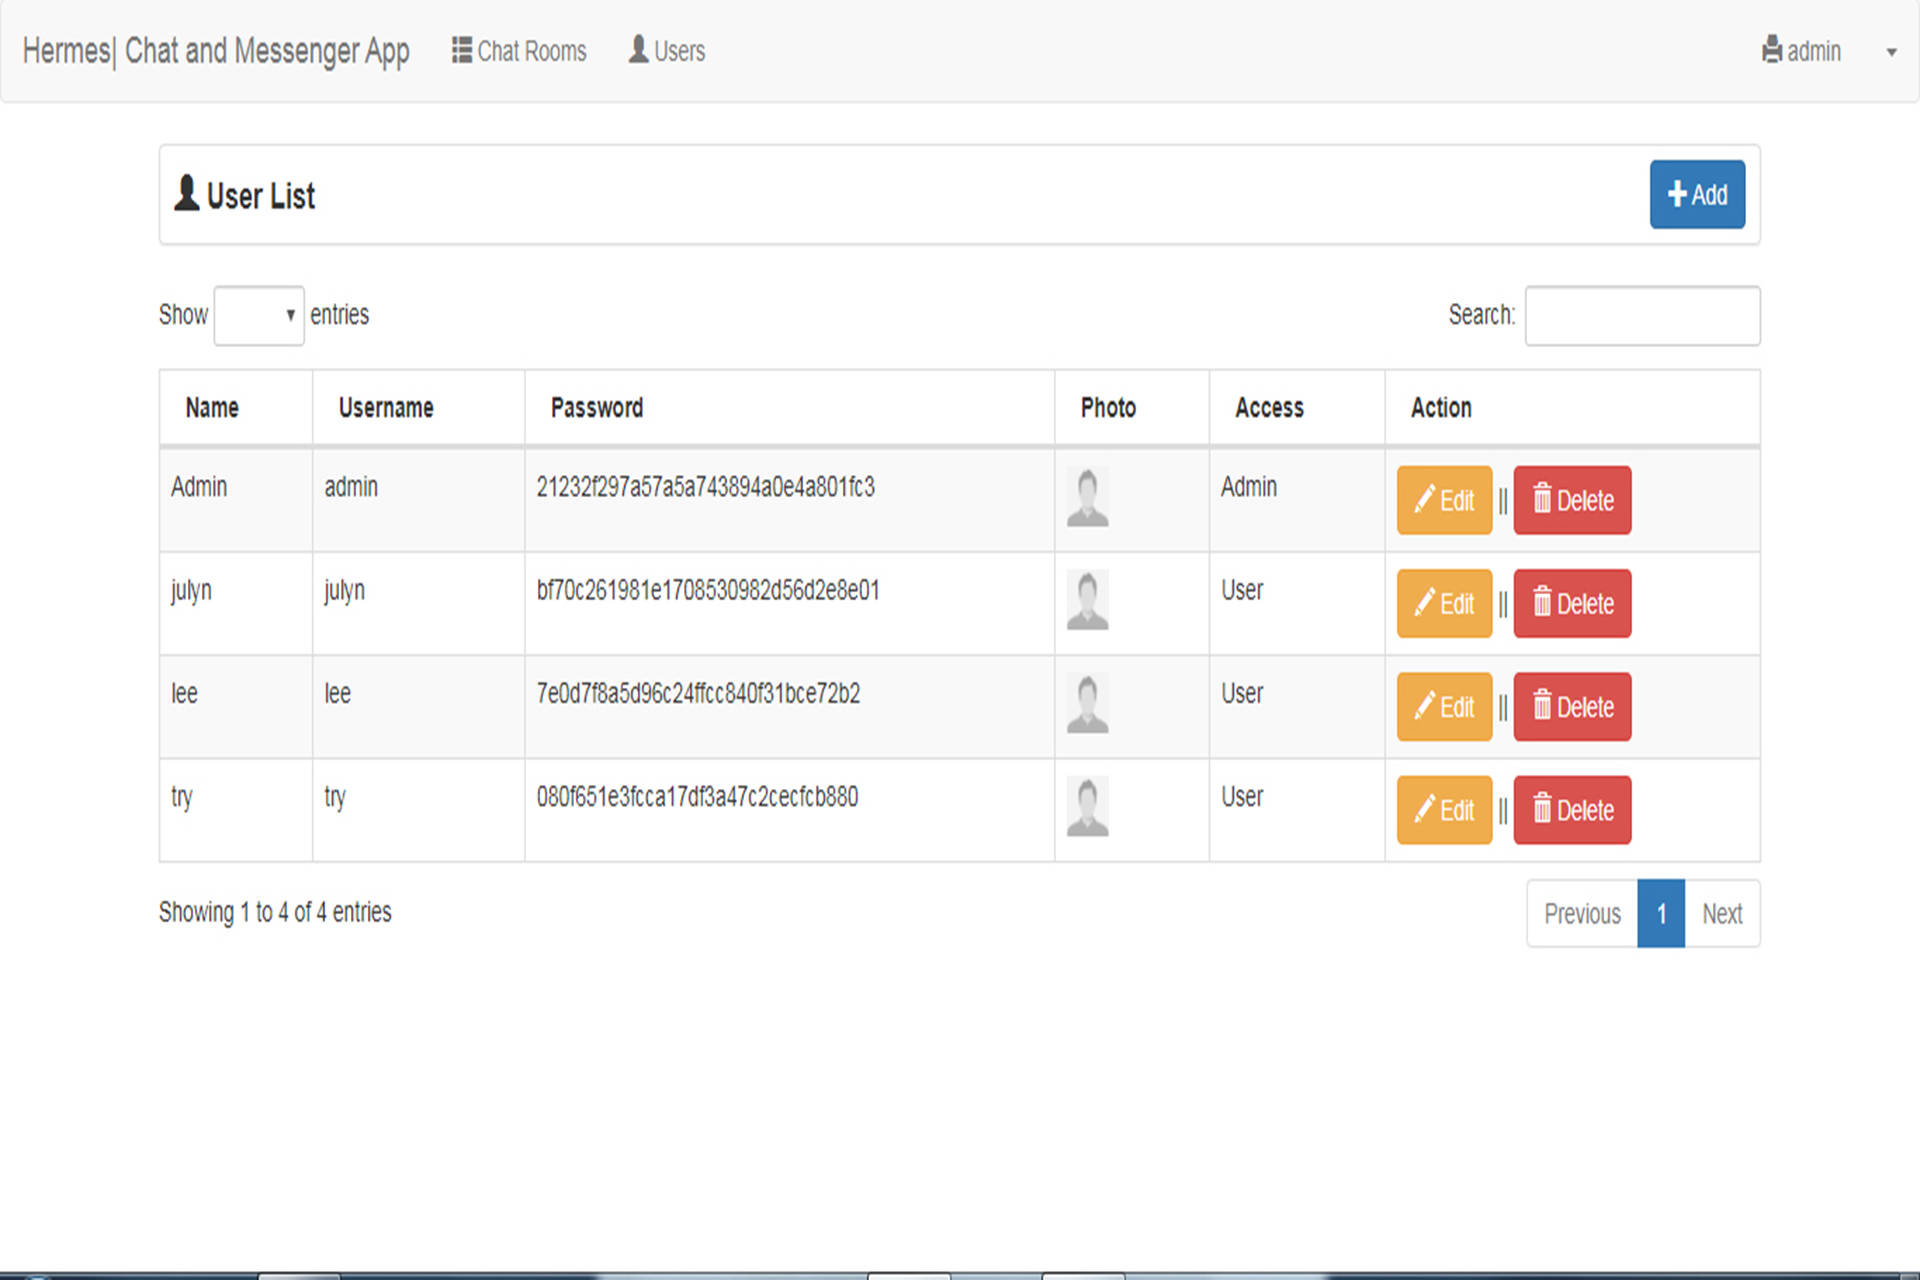 Hermes| Chat and Messenger App Chat Rooms Users admin
User List Add
Show entries Search:
Name Username Password Photo Access Action
Admin admin 21232f297a57a5a743894a0e4a801fc3 Admin Edit || Delete
julyn julyn bf70c261981e1708530982d56d2e8e01 User Edit || Delete
lee lee 7e0d7f8a5d96c24ffcc840f31bce72b2 User Edit || Delete
try try 080f651e3fcca17df3a47c2cecfcb880 User Edit || Delete
Showing 1 to 4 of 4 entries Previous 1 Next